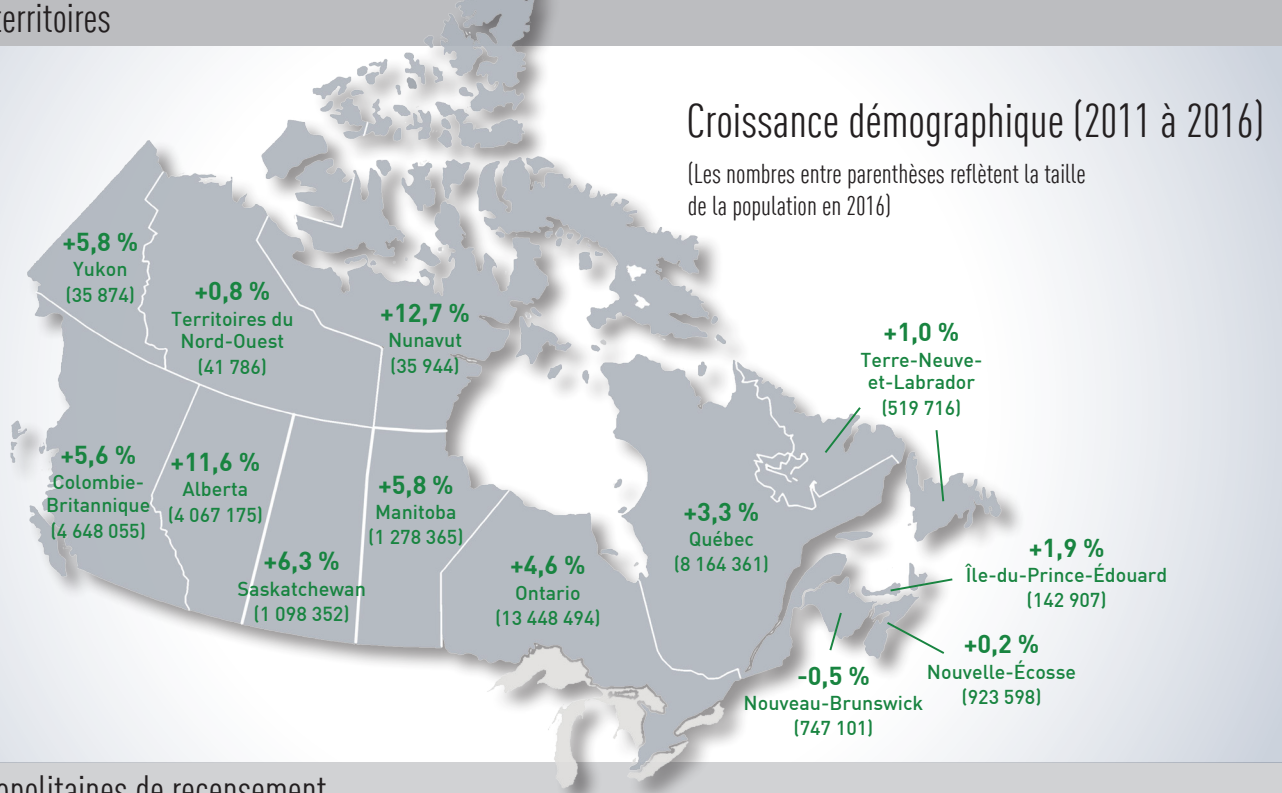 territoires
Croissance démographique (2011 à 2016)
(Les nombres entre parenthèses reflètent la taille
de la population en 2016)
+5,8 %
Yukon
(35 874)
+0,8 %
Territoires du
Nord-Ouest
(41 786)
+12,7 %
Nunavut
(35 944)
+1,0 %
Terre-Neuve-
et-Labrador
(519 716)
+5,6 %
Colombie-
Britannique
(4 648 055)
+11,6 %
Alberta
(4 067 175)
+6,3 %
Saskatchewan
(1 098 352)
+5,8 %
Manitoba
(1 278 365)
+4,6 %
Ontario
(13 448 494)
+3,3 %
Québec
(8 164 361)
+1,9 %
Île-du-Prince-Édouard
(142 907)
+0,2 %
Nouvelle-Écosse
(923 598)
-0,5 %
Nouveau-Brunswick
(747 101)
opolitaines de recensement